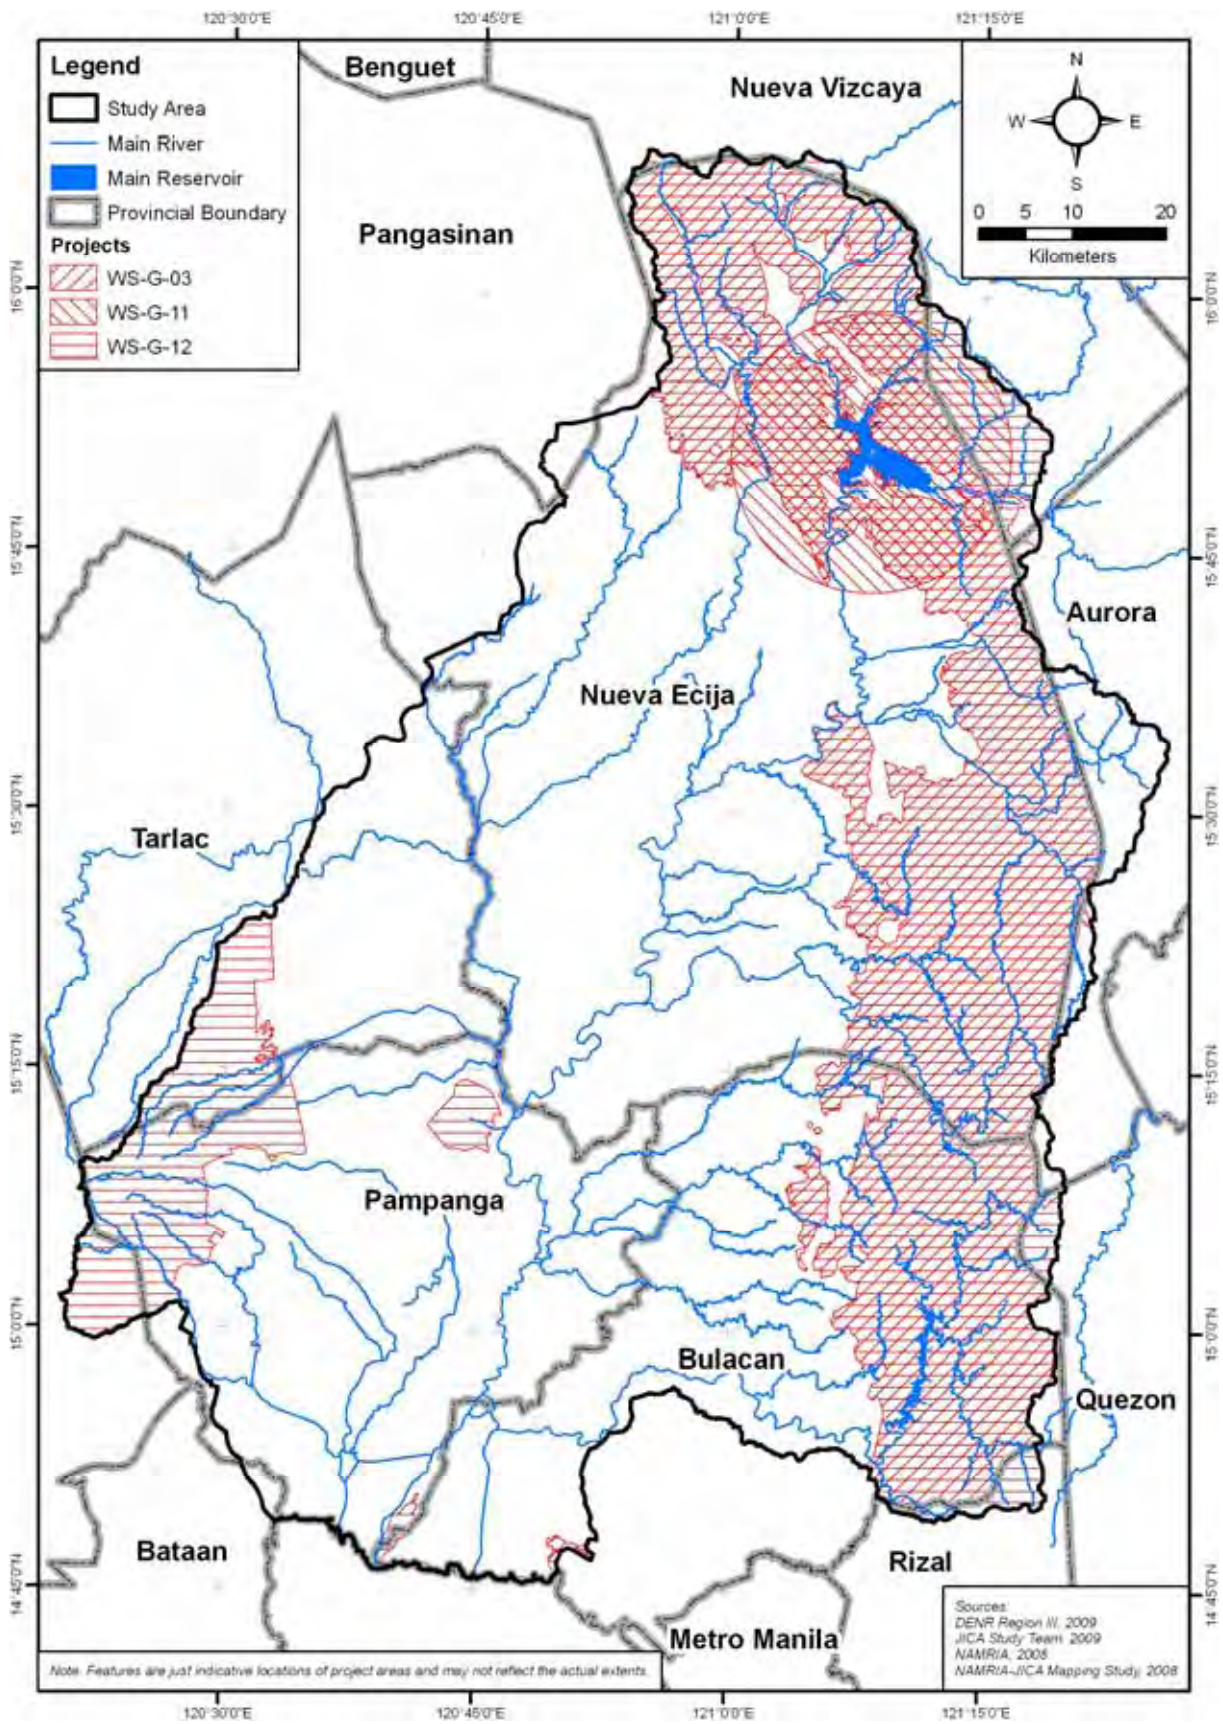 120°30'0"E 120°45'0"E 121°0'0"E 121°15'0"E
Legend
Study Area
Main River
Main Reservoir
Provincial Boundary
Projects
WS-G-03
WS-G-11
WS-G-12
Benguet
Nueva Vizcaya
N
W E
S
0 5 10 20
Kilometers
Pangasinan
16°0'0"N 16°0'0"N
15°45'0"N 15°45'0"N
Aurora
Nueva Ecija
15°30'0"N 15°30'0"N
Tarlac
15°15'0"N 15°15'0"N
Pampanga
15°0'0"N 15°0'0"N
Bulacan
Quezon
Bataan
Rizal
14°45'0"N 14°45'0"N
Metro Manila
Sources:
DENR Region III, 2009
JICA Study Team, 2009
NAMRIA, 2008
NAMRIA-JICA Mapping Study, 2008
Note: Features are just indicative locations of project areas and may not reflect the actual extents.
120°30'0"E 120°45'0"E 121°0'0"E 121°15'0"E